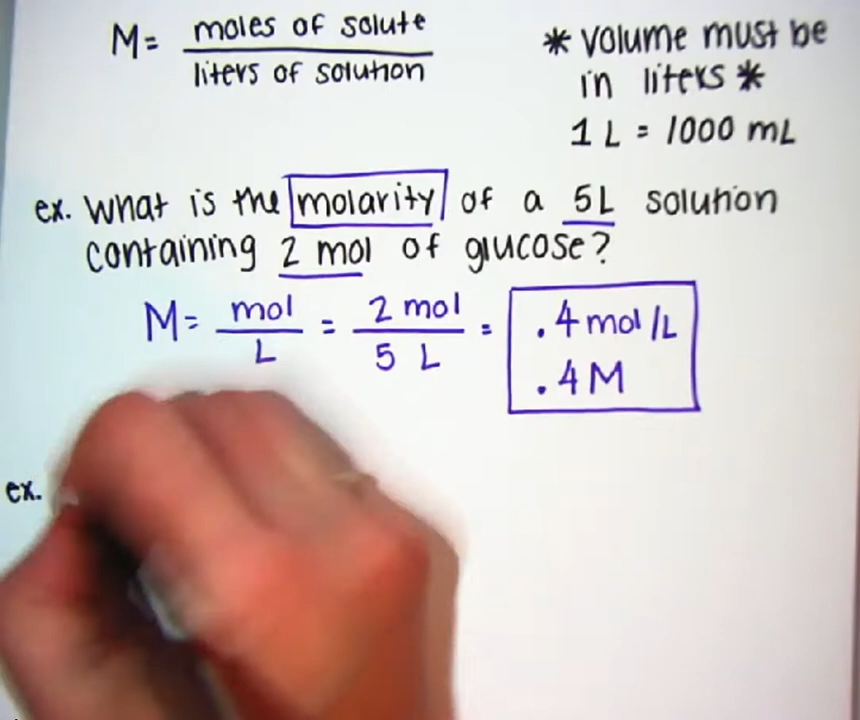 M= moles of solute
liters of solution
* volume must be
in liters *
1 L = 1000 mL
ex. What is the molarity of a 5L solution
containing 2 mol of glucose?
M= mol/L = 2 mol/5 L = .4 mol/L
.4M
ex.